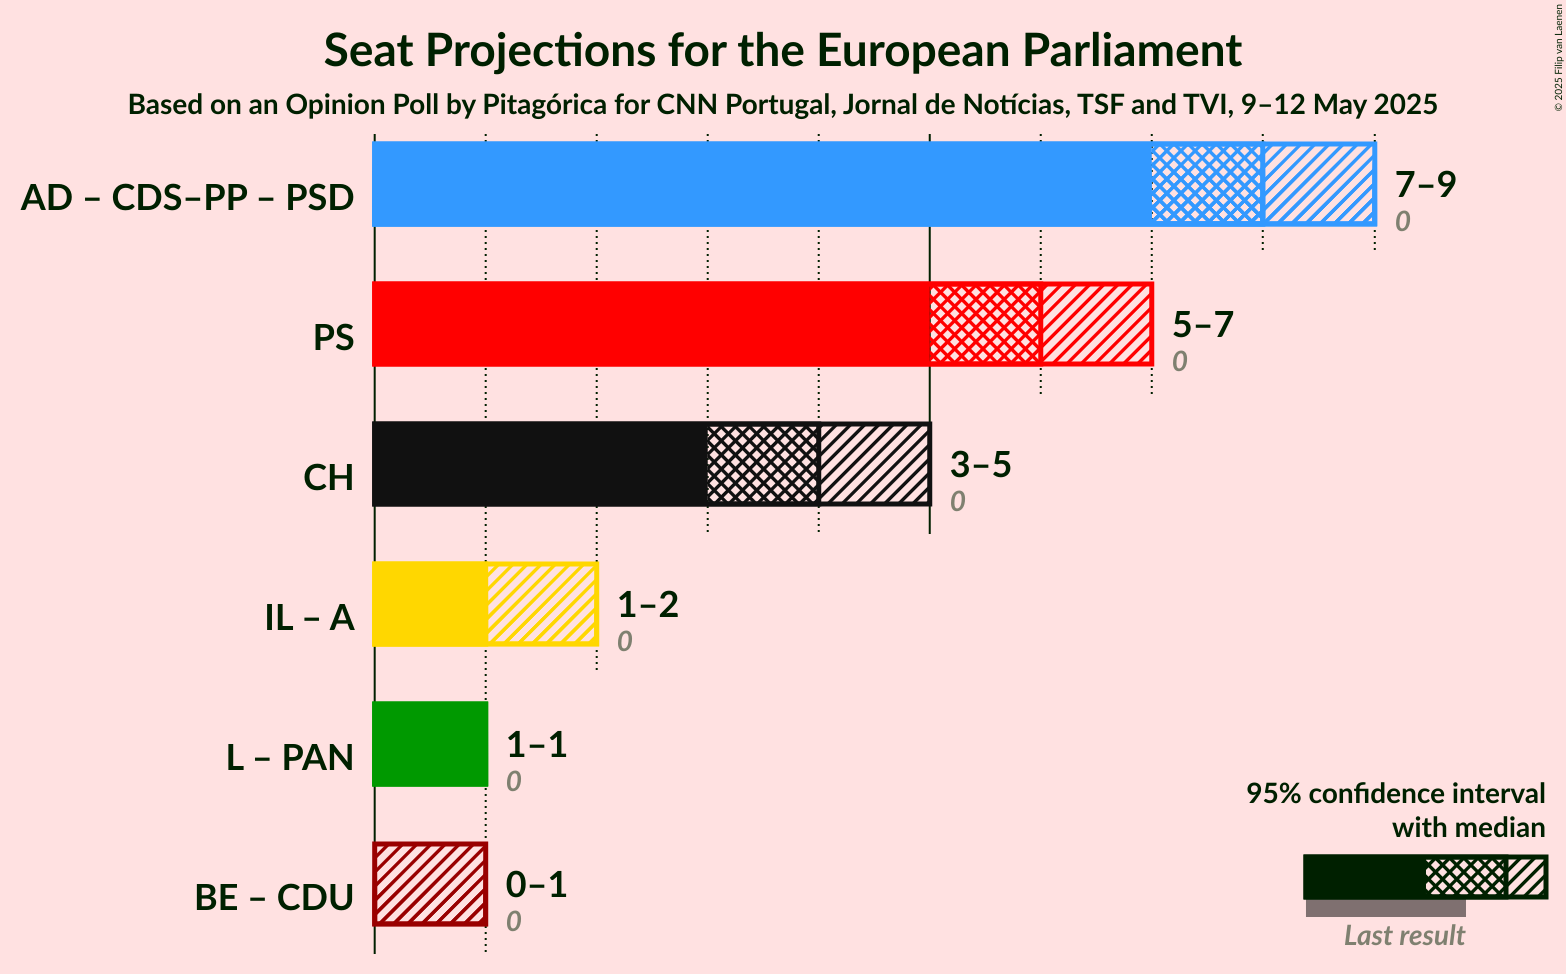 Seat Projections for the European Parliament
Based on an Opinion Poll by Pitagórica for CNN Portugal, Jornal de Notícias, TSF and TVI, 9–12 May 2025
© 2025 Filip van Laenen
AD – CDS–PP – PSD
7–9
0
PS
5–7
0
CH
3–5
0
IL – A
1–2
0
L – PAN
1–1
0
BE – CDU
0–1
0
95% confidence interval
with median
Last result